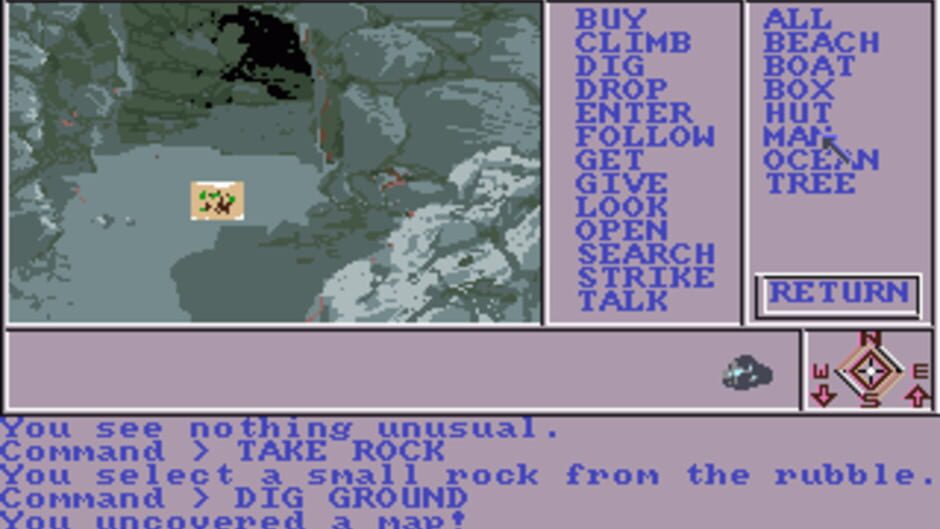 BUY
CLIMB
DIG
DROP
ENTER
FOLLOW
GET
GIVE
LOOK
OPEN
SEARCH
STRIKE
TALK
ALL
BEACH
BOAT
BOX
HUT
MAN
OCEAN
TREE
RETURN
N
W E
S
You see nothing unusual.
Command > TAKE ROCK
You select a small rock from the rubble.
Command > DIG GROUND
You uncovered a map!